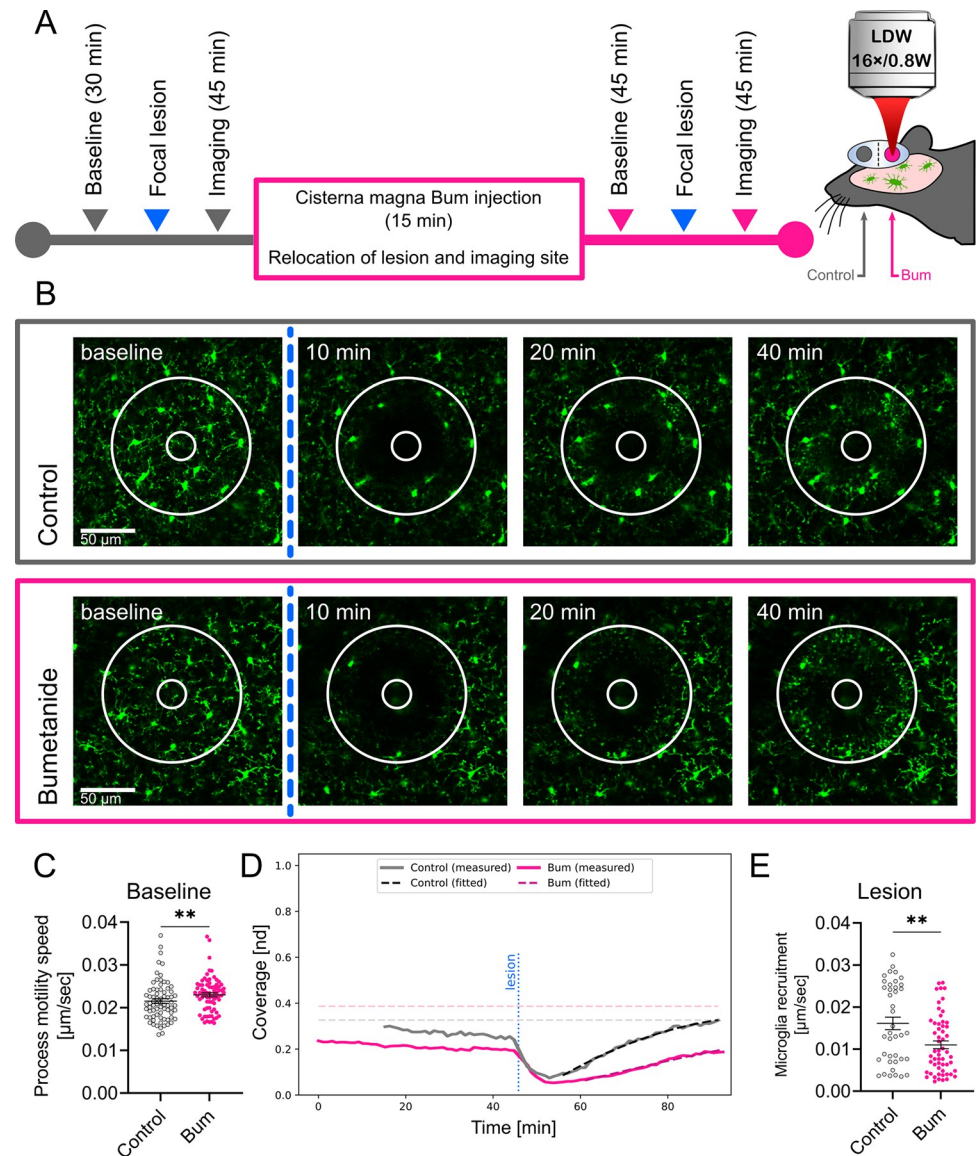 A
Baseline (30 min)
Focal lesion
Imaging (45 min)
Cisterna magna Bum injection
(15 min)
Relocation of lesion and imaging site
Baseline (45 min)
Focal lesion
Imaging (45 min)
LDW
16×/0.8W
Control
Bum
B
Control
baseline
50 µm
10 min
20 min
40 min
Bumetanide
baseline
50 µm
10 min
20 min
40 min
C
Baseline
**
Process motility speed
[µm/sec]
0.04
0.03
0.02
0.01
0.00
Control
Bum
D
Control (measured)
Control (fitted)
Bum (measured)
Bum (fitted)
Coverage [nd]
1.0
0.8
0.6
0.4
0.2
0.0
lesion
0
20
40
60
80
Time [min]
E
Lesion
**
Microglia recruitment
[µm/sec]
0.04
0.03
0.02
0.01
0.00
Control
Bum